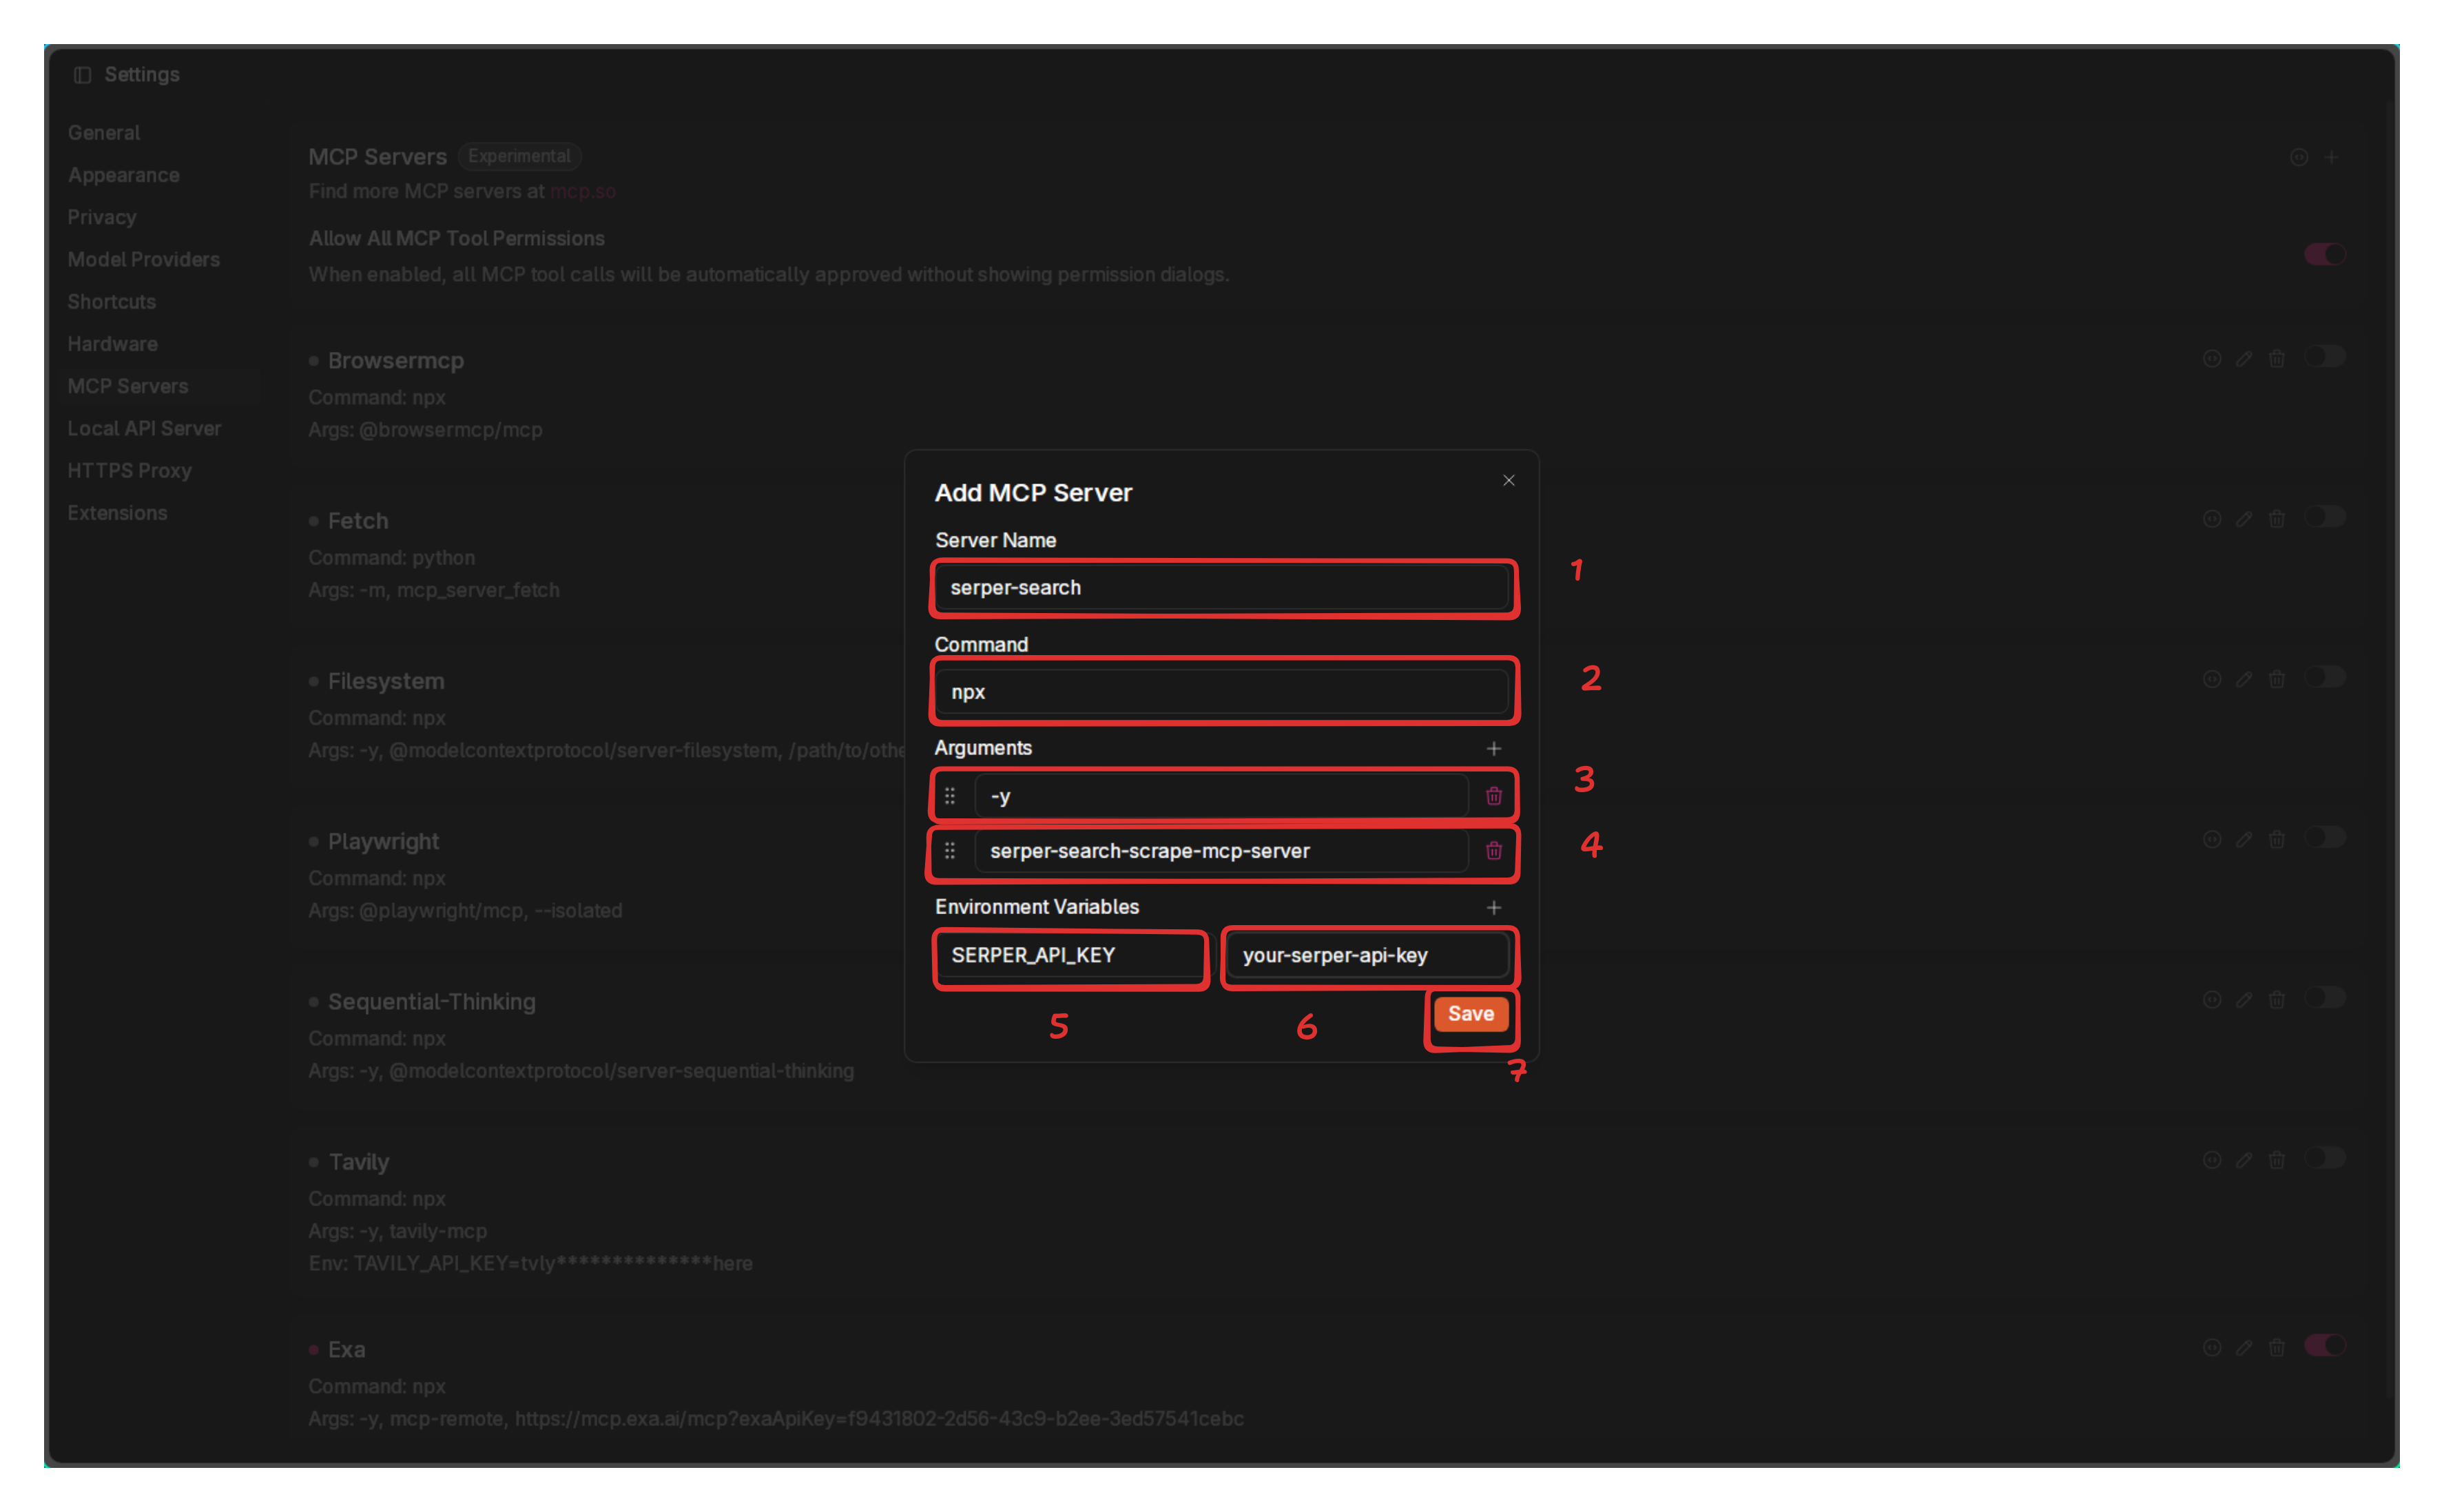 Settings
General
Appearance
Privacy
Model Providers
Shortcuts
Hardware
MCP Servers
Local API Server
HTTPS Proxy
Extensions
MCP Servers Experimental
Find more MCP servers at mcp.so
Allow All MCP Tool Permissions
When enabled, all MCP tool calls will be automatically approved without showing permission dialogs.
Browsermcp
Command: npx
Args: @browsermcp/mcp
Fetch
Command: python
Args: -m, mcp_server_fetch
Filesystem
Command: npx
Args: -y, @modelcontextprotocol/server-filesystem, /path/to/othe
Playwright
Command: npx
Args: @playwright/mcp, --isolated
Sequential-Thinking
Command: npx
Args: -y, @modelcontextprotocol/server-sequential-thinking
Tavily
Command: npx
Args: -y, tavily-mcp
Env: TAVILY_API_KEY=tvly**************here
Exa
Command: npx
Args: -y, mcp-remote, https://mcp.exa.ai/mcp?exaApiKey=f9431802-2d56-43c9-b2ee-3ed57541cebc
Add MCP Server
Server Name
serper-search 1
Command
npx 2
Arguments
-y 3
serper-search-scrape-mcp-server 4
Environment Variables
SERPER_API_KEY your-serper-api-key
Save
5 6
7